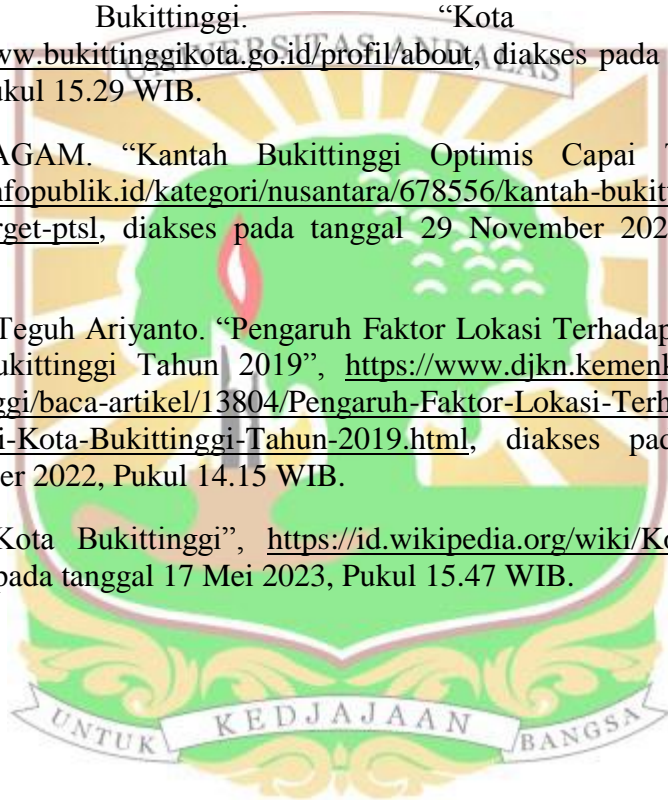 Bukittinggi. “Kota
ww.bukittinggikota.go.id/profil/about, diakses pada
UNIVERSITAS ANDALAS
ukul 15.29 WIB.
AGAM. “Kantah Bukittinggi Optimis Capai T
nfopublik.id/kategori/nusantara/678556/kantah-bukitt
rget-ptsl, diakses pada tanggal 29 November 202
Teguh Ariyanto. “Pengaruh Faktor Lokasi Terhadap
ukittinggi Tahun 2019”, https://www.djkn.kemenk
ggi/baca-artikel/13804/Pengaruh-Faktor-Lokasi-Terh
i-Kota-Bukittinggi-Tahun-2019.html, diakses pad
er 2022, Pukul 14.15 WIB.
Kota Bukittinggi”, https://id.wikipedia.org/wiki/Ko
pada tanggal 17 Mei 2023, Pukul 15.47 WIB.
UNTUK KEDJAJAAN BANGSA